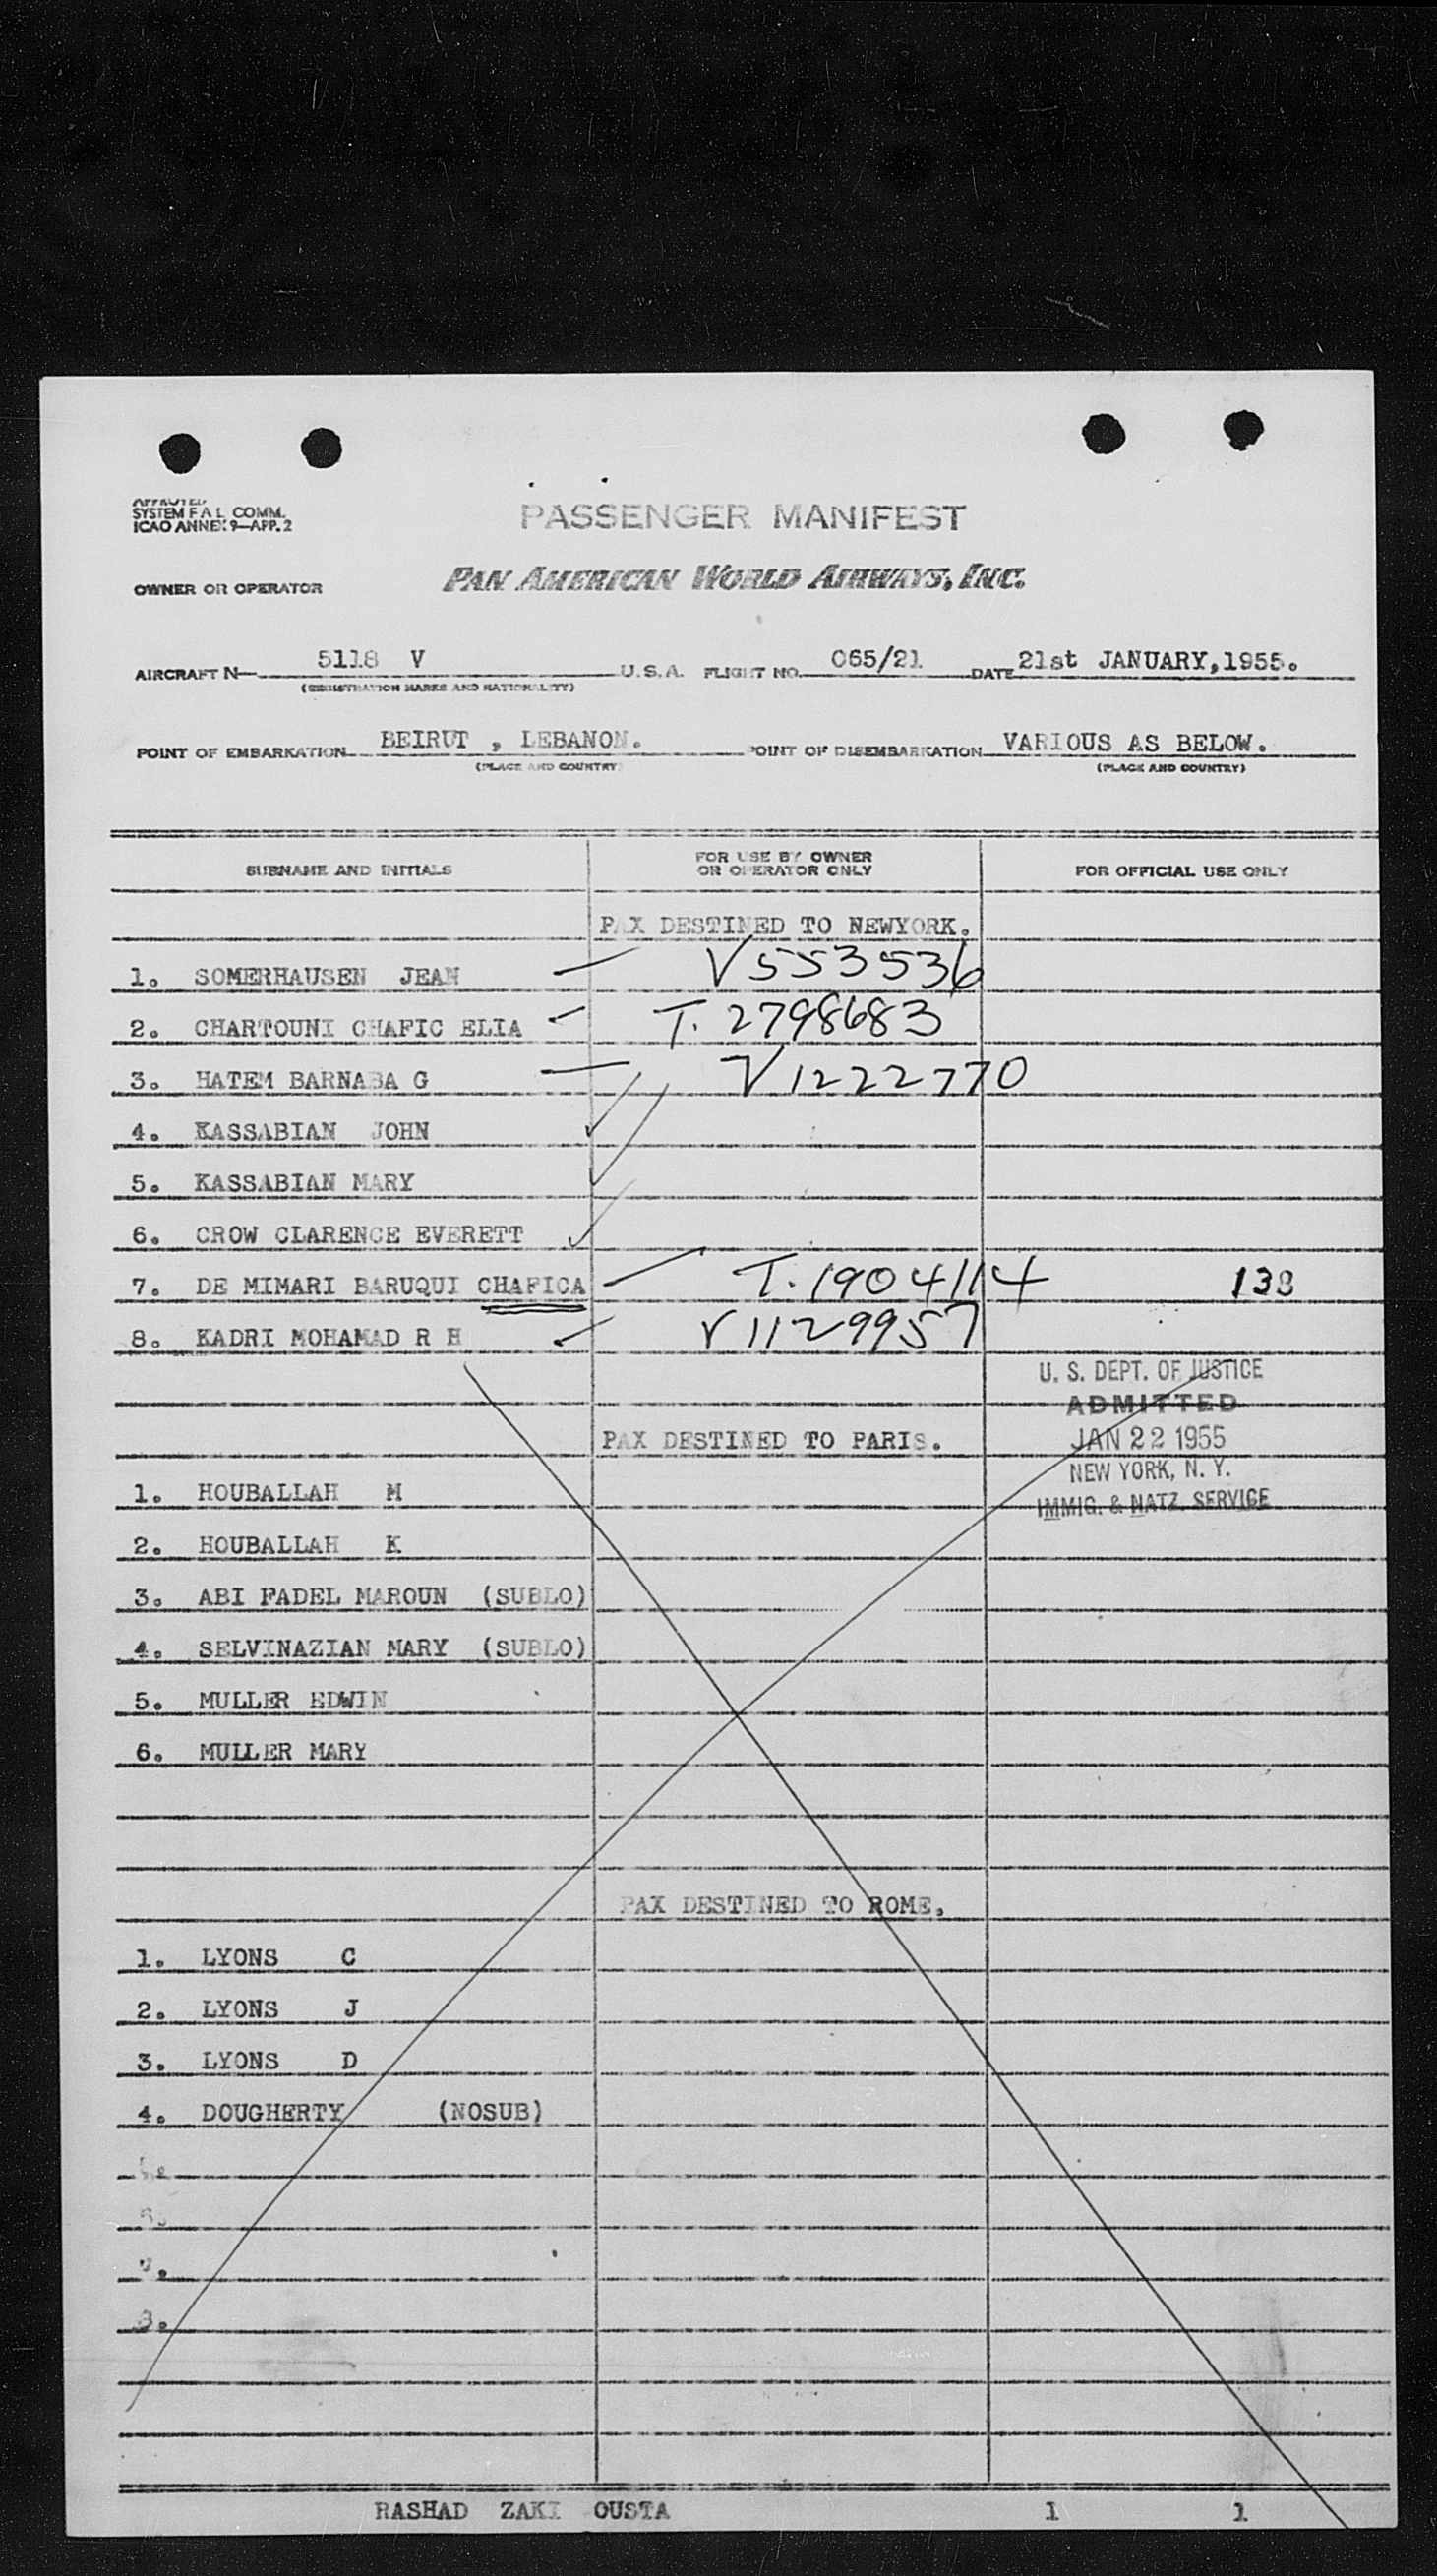 APPROVED
SYSTEM F A L COMM.
ICAO ANNEX 9—APP. 2
PASSENGER MANIFEST
OWNER OR OPERATOR PAN AMERICAN WORLD AIRWAYS, INC.
AIRCRAFT N— 5118 V U.S.A. FLIGHT NO. 065/21 DATE 21st JANUARY,1955.
(REGISTRATION MARKS AND NATIONALITY)
POINT OF EMBARKATION BEIRUT , LEBANON. POINT OF DISEMBARKATION VARIOUS AS BELOW.
(PLACE AND COUNTRY) (PLACE AND COUNTRY)
SURNAME AND INITIALS FOR USE BY OWNER OR OPERATOR ONLY FOR OFFICIAL USE ONLY
PAX DESTINED TO NEWYORK.
1. SOMERHAUSEN JEAN V553536
2. CHARTOUNI CHAFIC ELIA T. 2798683
3. HATEM BARNABA G V1222770
4. KASSABIAN JOHN
5. KASSABIAN MARY
6. CROW CLARENCE EVERETT
7. DE MIMARI BARUQUI CHAFICA T. 1904114 138
8. KADRI MOHAMAD R H V1129957
U. S. DEPT. OF JUSTICE
ADMITTED
PAX DESTINED TO PARIS. JAN 22 1955
NEW YORK, N. Y.
1. HOUBALLAH M IMMIG. & NATZ. SERVICE
2. HOUBALLAH K
3. ABI FADEL MAROUN (SUBLO)
4. SELVINAZIAN MARY (SUBLO)
5. MULLER EDWIN
6. MULLER MARY
PAX DESTINED TO ROME.
1. LYONS C
2. LYONS J
3. LYONS D
4. DOUGHERTY (NOSUB)
7.
8.
RASHAD ZAKI OUSTA 1 1